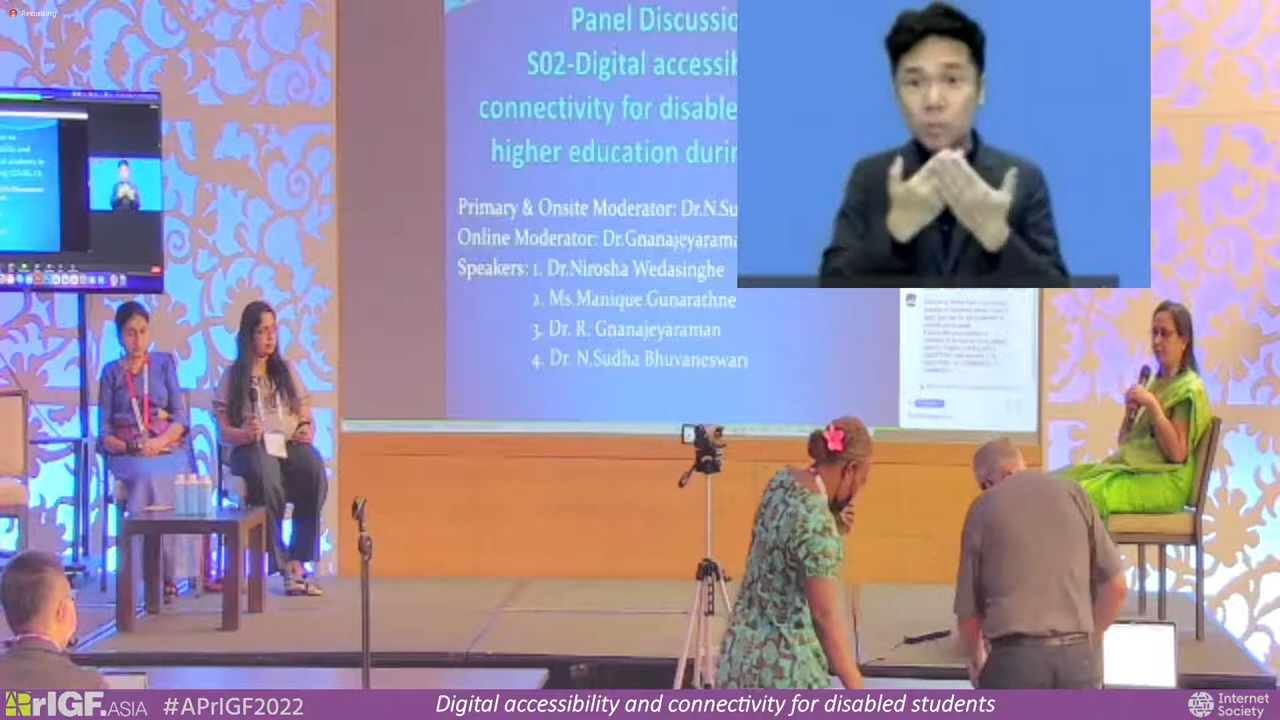 Recording
Panel Discussio
S02-Digital accessib
connectivity for disable
higher education durin
Primary & Onsite Moderator: Dr.N.Su
Online Moderator: Dr.Gnanajeyarama
Speakers: 1. Dr.Nirosha Wedasinghe
2. Ms.Manique Gunarathne
3. Dr. R. Gnanajeyaraman
4. Dr. N.Sudha Bhuvaneswari
APrIGF.ASIA #APrIGF2022
Digital accessibility and connectivity for disabled students
Internet
Society